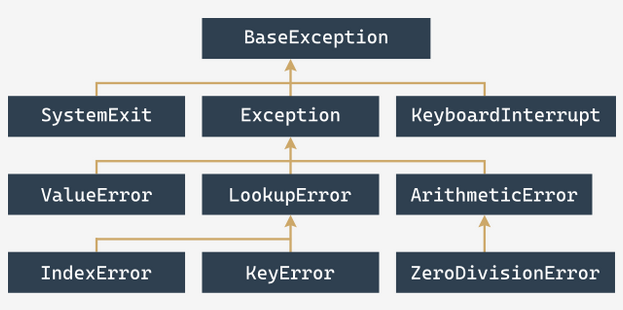 BaseException
SystemExit
Exception
KeyboardInterrupt
ValueError
LookupError
ArithmeticError
IndexError
KeyError
ZeroDivisionError